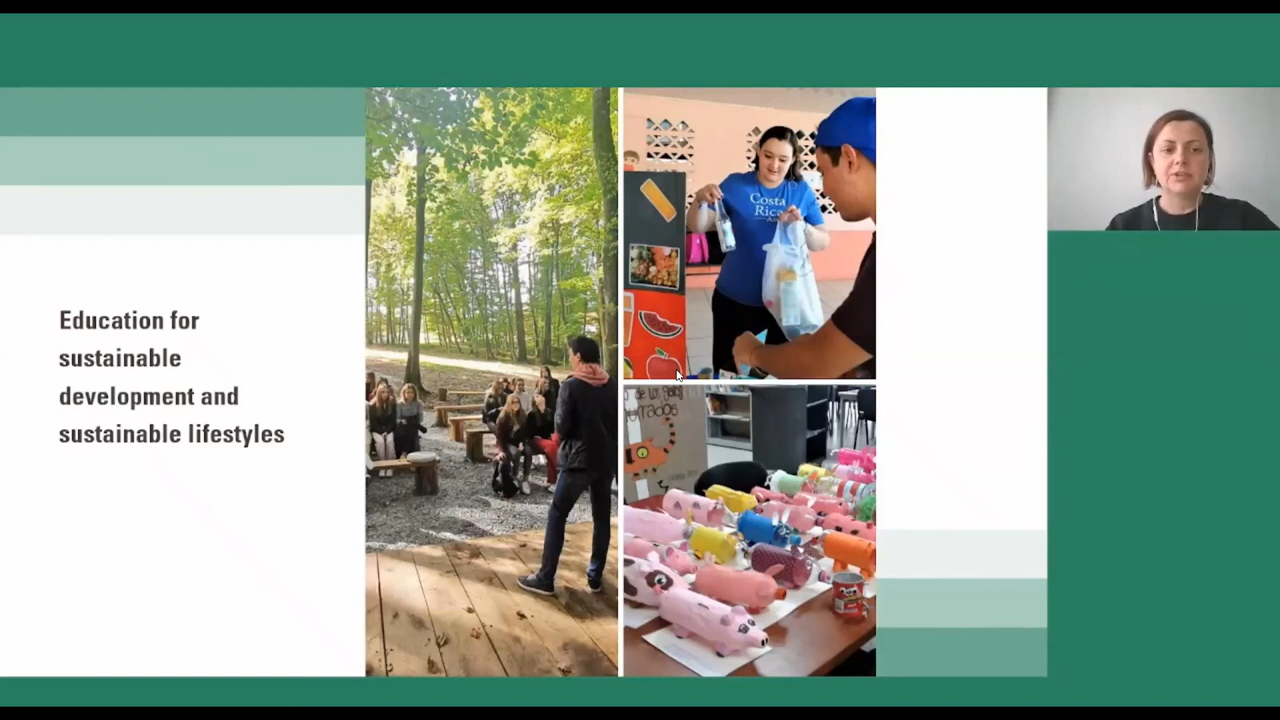 Education for
sustainable
development and
sustainable lifestyles
Costa
Rica